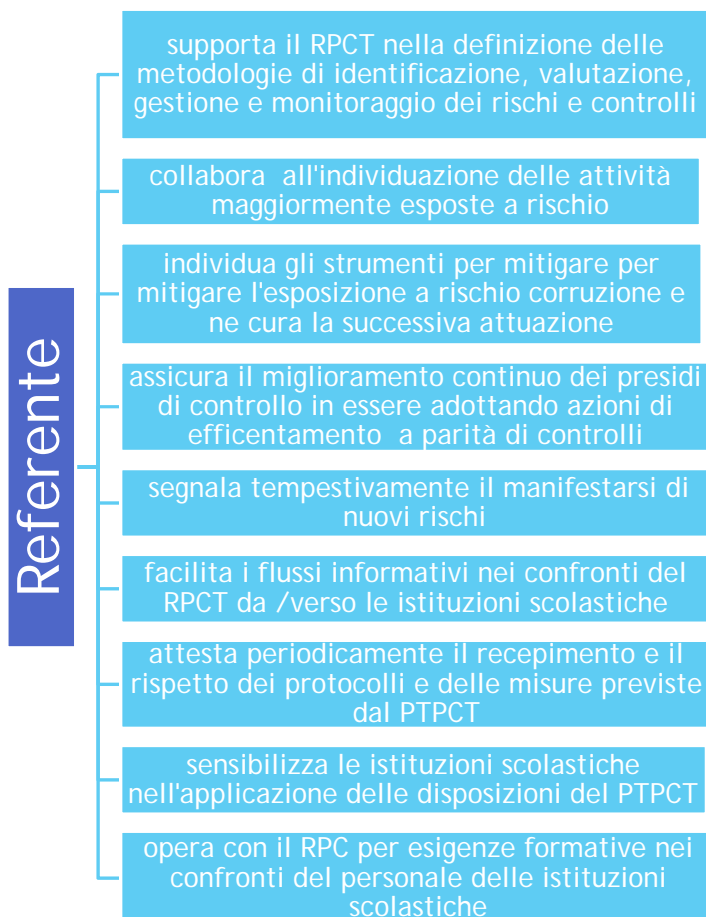 Referente
supporta il RPCT nella definizione delle
metodologie di identificazione, valutazione,
gestione e monitoraggio dei rischi e controlli
collabora  all'individuazione delle attività
maggiormente esposte a rischio
individua gli strumenti per mitigare per
mitigare l'esposizione a rischio corruzione e
ne cura la successiva attuazione
assicura il miglioramento continuo dei presidi
di controllo in essere adottando azioni di
efficentamento  a parità di controlli
segnala tempestivamente il manifestarsi di
nuovi rischi
facilita i flussi informativi nei confronti del
RPCT da /verso le istituzioni scolastiche
attesta periodicamente il recepimento e il
rispetto dei protocolli e delle misure previste
dal PTPCT
sensibilizza le istituzioni scolastiche
nell'applicazione delle disposizioni del PTPCT
opera con il RPC per esigenze formative nei
confronti del personale delle istituzioni
scolastiche